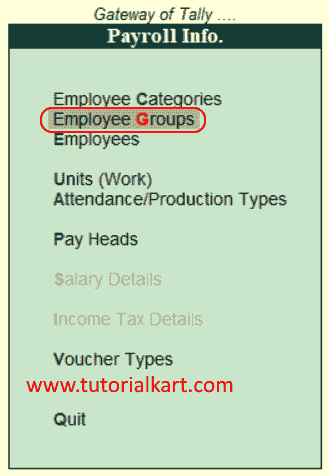 Gateway of Tally ....
Payroll Info.
Employee Categories
Employee Groups
Employees
Units (Work)
Attendance/Production Types
Pay Heads
Salary Details
Income Tax Details
Voucher Types
www.tutorialkart.com
Quit